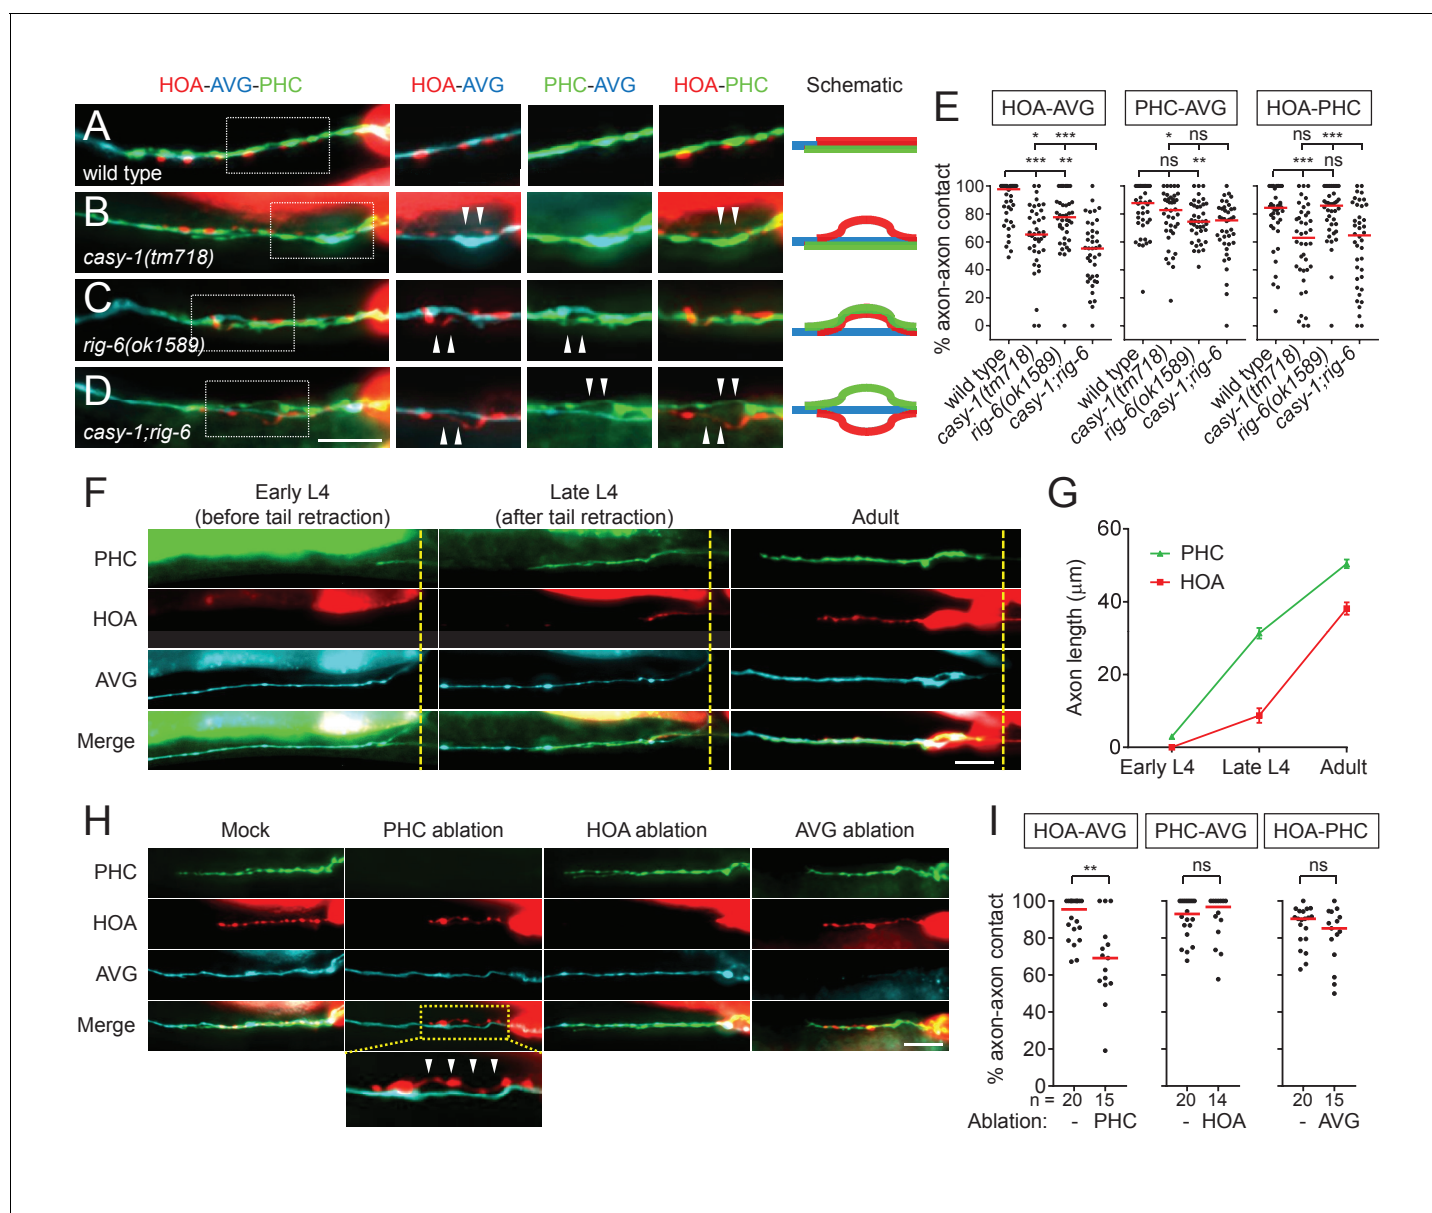 HOA-AVG-PHC
HOA-AVG
PHC-AVG
HOA-PHC
Schematic
A
wild type
B
casy-1(tm718)
C
rig-6(ok1589)
D
casy-1;rig-6
E
HOA-AVG
PHC-AVG
HOA-PHC
* ***
* ns
ns ***
*** **
ns **
*** ns
% axon-axon contact
100
80
60
40
20
0
wild type
casy-1(tm718)
rig-6(ok1589)
casy-1;rig-6
wild type
casy-1(tm718)
rig-6(ok1589)
casy-1;rig-6
wild type
casy-1(tm718)
rig-6(ok1589)
casy-1;rig-6
F
Early L4
(before tail retraction)
Late L4
(after tail retraction)
Adult
PHC
HOA
AVG
Merge
G
Axon length (μm)
60
40
20
0
PHC
HOA
Early L4
Late L4
Adult
H
Mock
PHC ablation
HOA ablation
AVG ablation
PHC
HOA
AVG
Merge
I
HOA-AVG
PHC-AVG
HOA-PHC
**
ns
ns
% axon-axon contact
100
80
60
40
20
0
n = 20 15
20 14
20 15
Ablation: - PHC
- HOA
- AVG